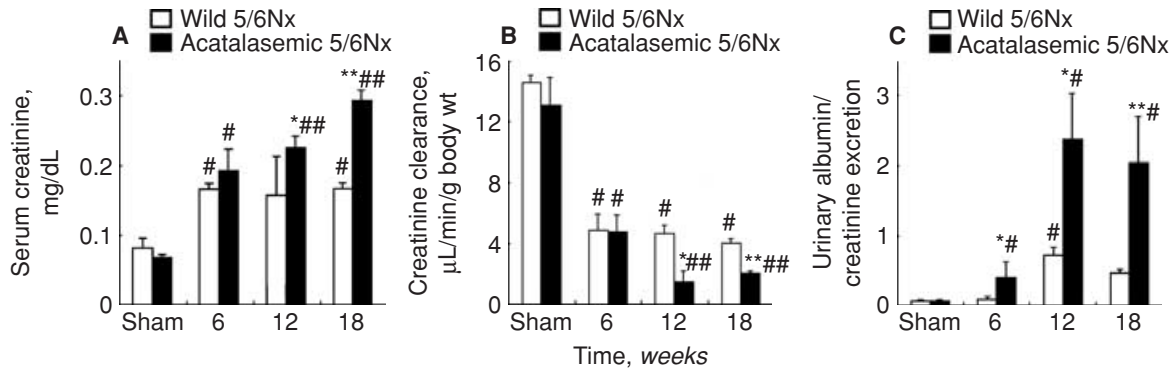 A
Wild 5/6Nx
Acatalasemic 5/6Nx
Serum creatinine,
mg/dL
0.3
0.2
0.1
0
#
#
*##
#
**##
Sham
6
12
18
B
Wild 5/6Nx
Acatalasemic 5/6Nx
Creatinine clearance,
µL/min/g body wt
16
12
8
4
0
#
#
#
*##
#
**##
Sham
6
12
18
Time, weeks
C
Wild 5/6Nx
Acatalasemic 5/6Nx
Urinary albumin/
creatinine excretion
3
2
1
0
*#
#
*#
**#
Sham
6
12
18